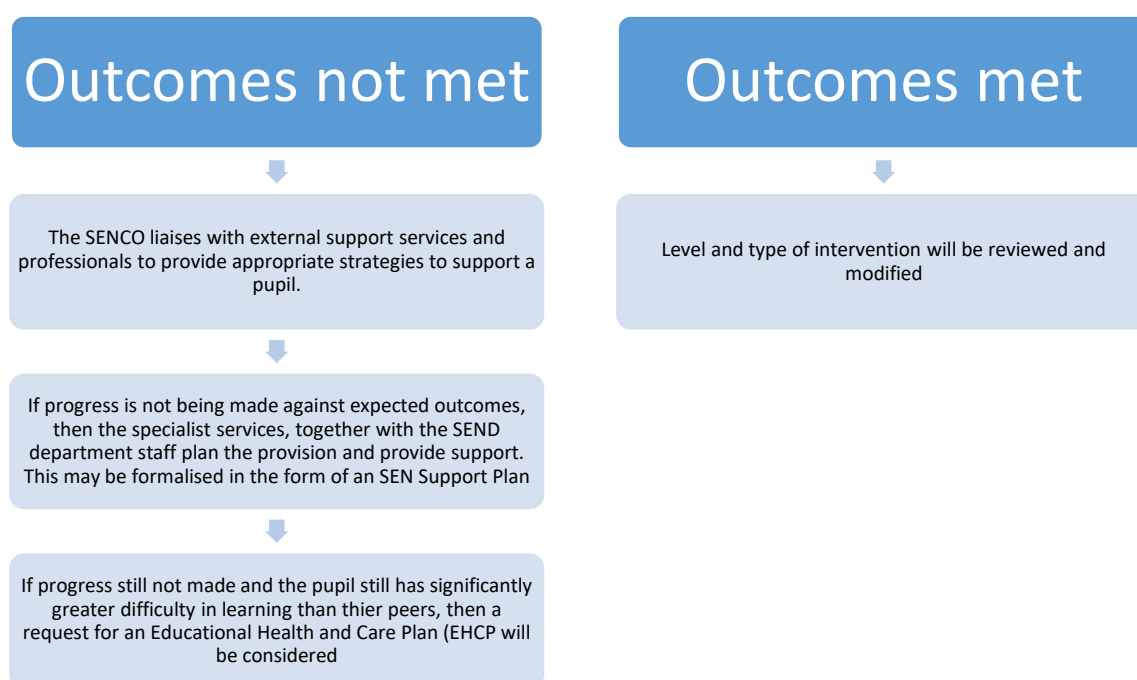 Outcomes not met
The SENCO liaises with external support services and
professionals to provide appropriate strategies to support a
pupil.
If progress is not being made against expected outcomes,
then the specialist services, together with the SEND
department staff plan the provision and provide support.
This may be formalised in the form of an SEN Support Plan
If progress still not made and the pupil still has significantly
greater difficulty in learning than thier peers, then a
request for an Educational Health and Care Plan (EHCP will
be considered
Outcomes met
Level and type of intervention will be reviewed and
modified